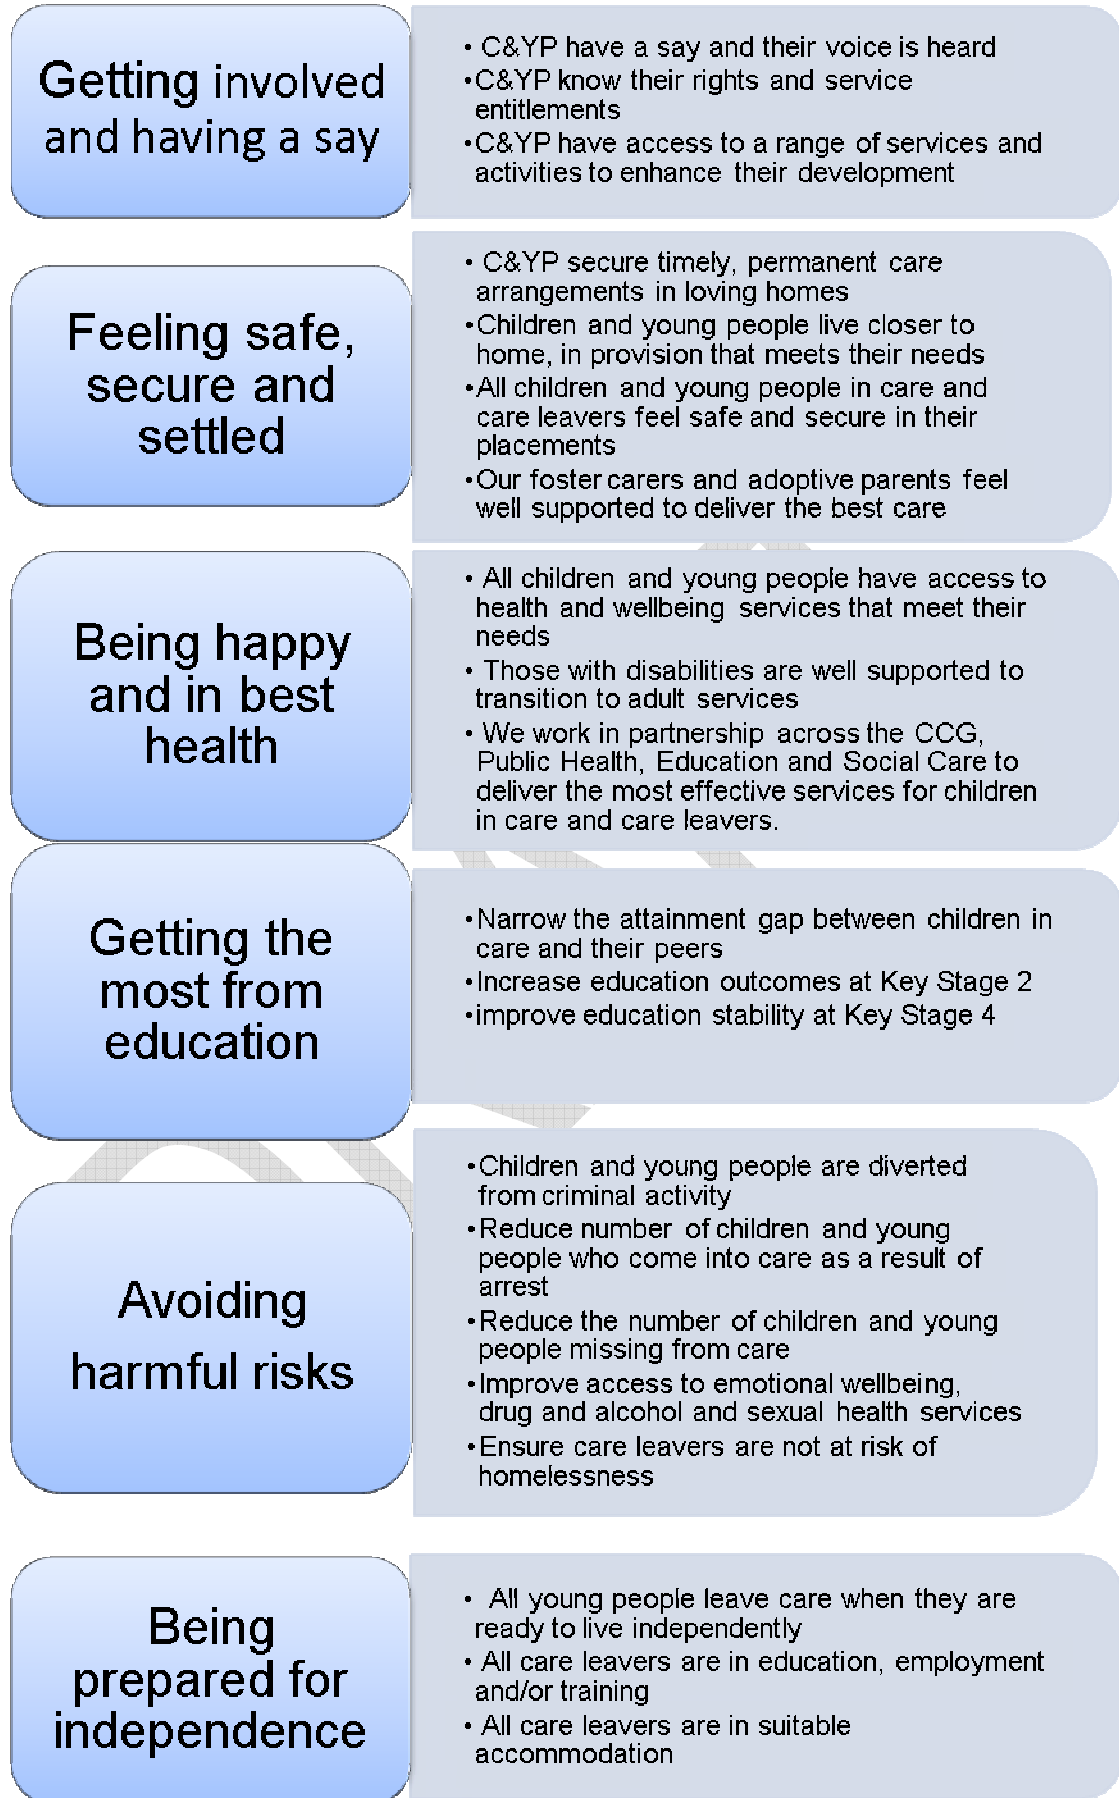 Getting involved
and having a say
• C&YP have a say and their voice is heard
•C&YP know their rights and service
entitlements
•C&YP have access to a range of services and
activities to enhance their development
Feeling safe,
secure and
settled
• C&YP secure timely, permanent care
arrangements in loving homes
•Children and young people live closer to
home, in provision that meets their needs
•All children and young people in care and
care leavers feel safe and secure in their
placements
•Our foster carers and adoptive parents feel
well supported to deliver the best care
Being happy
and in best
health
• All children and young people have access to
health and wellbeing services that meet their
needs
• Those with disabilities are well supported to
transition to adult services
• We work in partnership across the CCG,
Public Health, Education and Social Care to
deliver the most effective services for children
in care and care leavers.
Getting the
most from
education
•Narrow the attainment gap between children in
care and their peers
•Increase education outcomes at Key Stage 2
•improve education stability at Key Stage 4
Avoiding
harmful risks
•Children and young people are diverted
from criminal activity
•Reduce number of children and young
people who come into care as a result of
arrest
•Reduce the number of children and young
people missing from care
•Improve access to emotional wellbeing,
drug and alcohol and sexual health services
•Ensure care leavers are not at risk of
homelessness
Being
prepared for
independence
• All young people leave care when they are
ready to live independently
• All care leavers are in education, employment
and/or training
• All care leavers are in suitable
accommodation